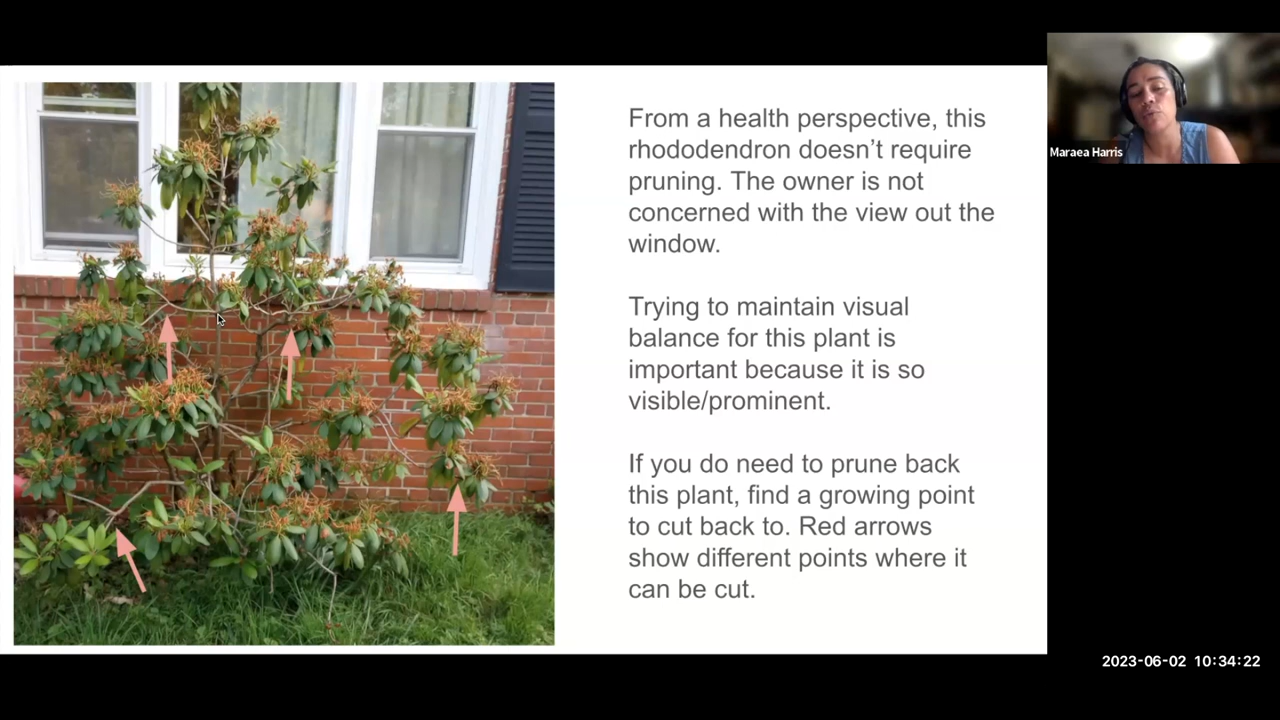 From a health perspective, this
rhododendron doesn’t require
pruning. The owner is not
concerned with the view out the
window.
Trying to maintain visual
balance for this plant is
important because it is so
visible/prominent.
If you do need to prune back
this plant, find a growing point
to cut back to. Red arrows
show different points where it
can be cut.
Maraea Harris
2023-06-02 10:34:22